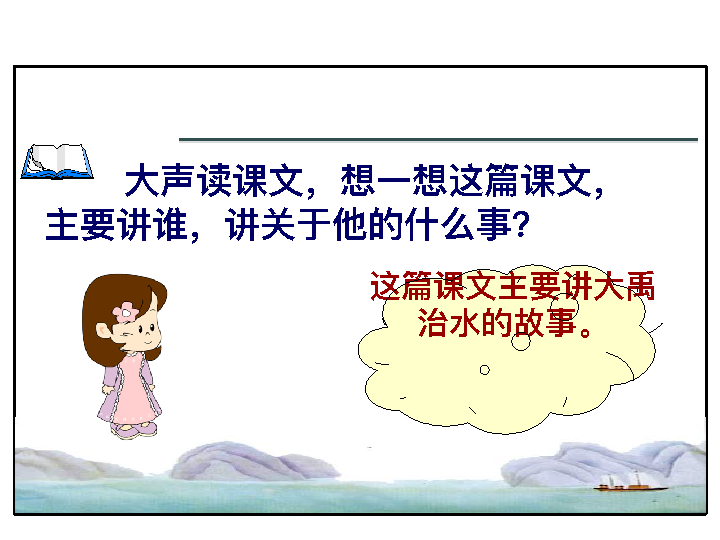 大声读课文，想一想这篇课文，
主要讲谁，讲关于他的什么事？
这篇课文主要讲大禹
治水的故事。